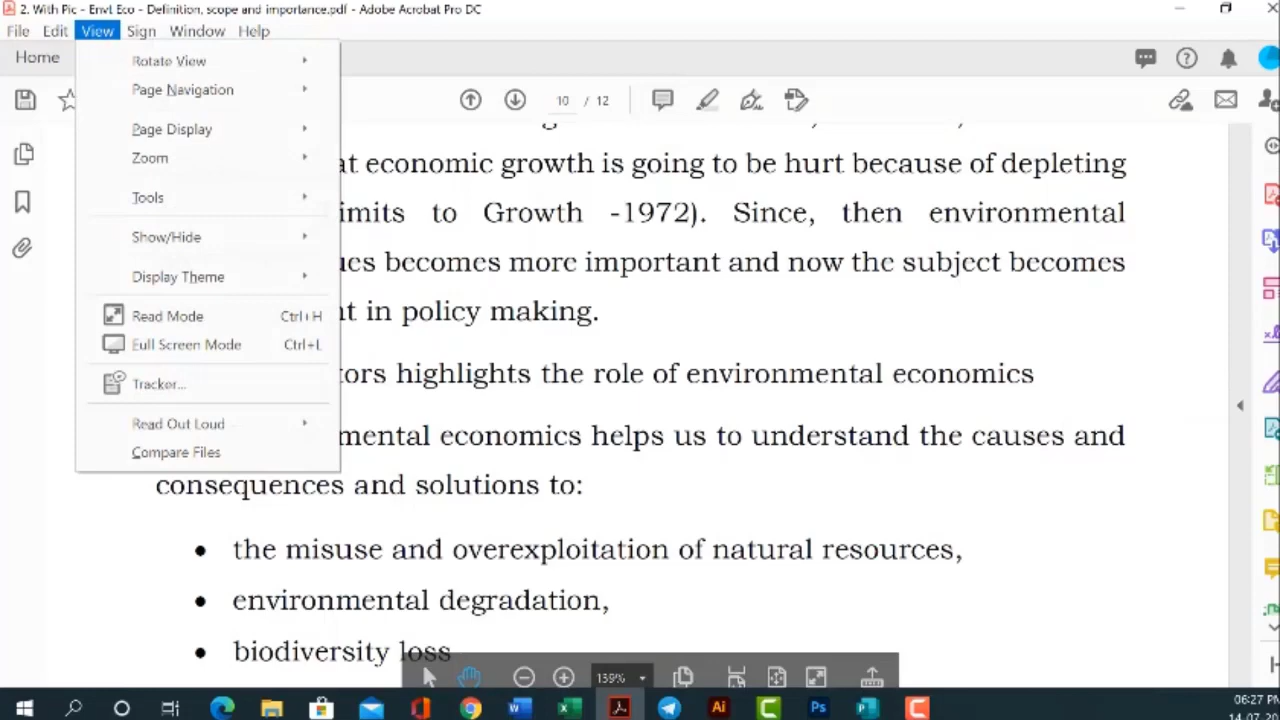 2. With Pic - Envt Eco - Definition, scope and importance.pdf - Adobe Acrobat Pro DC
File Edit View Sign Window Help
Home
Rotate View
Page Navigation
10 / 12
Page Display
Zoom
at economic growth is going to be hurt because of depleting
Tools
imits to Growth -1972). Since, then environmental
Show/Hide
ues becomes more important and now the subject becomes
Display Theme
Read Mode Ctrl+H
nt in policy making.
Full Screen Mode Ctrl+L
tors highlights the role of environmental economics
Tracker...
Read Out Loud
mental economics helps us to understand the causes and
Compare Files
consequences and solutions to:
• the misuse and overexploitation of natural resources,
• environmental degradation,
• biodiversity loss
139%
06:27 PM